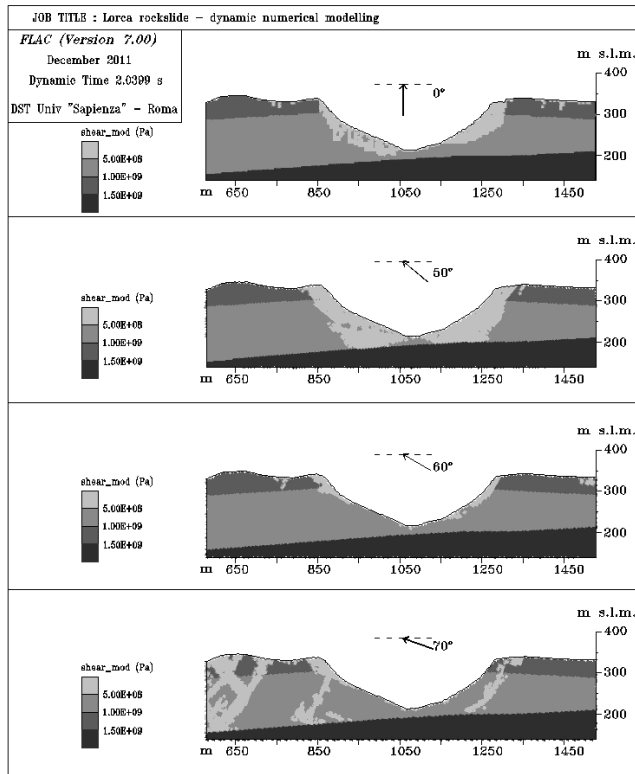 JOB TITLE : Lorca rockslide - dynamic numerical modelling
FLAC (Version 7.00)
December 2011
Dynamic Time 2.0399 s
DST Univ "Sapienza" - Roma
m s.l.m.
400
300
200
0°
shear_mod (Pa)
5.00E+08
1.00E+09
1.50E+09
m 650 850 1050 1250 1450
m s.l.m.
400
300
200
50°
shear_mod (Pa)
5.00E+08
1.00E+09
1.50E+09
m 650 850 1050 1250 1450
m s.l.m.
400
300
200
60°
shear_mod (Pa)
5.00E+08
1.00E+09
1.50E+09
m 650 850 1050 1250 1450
m s.l.m.
400
300
200
70°
shear_mod (Pa)
5.00E+08
1.00E+09
1.50E+09
m 650 850 1050 1250 1450